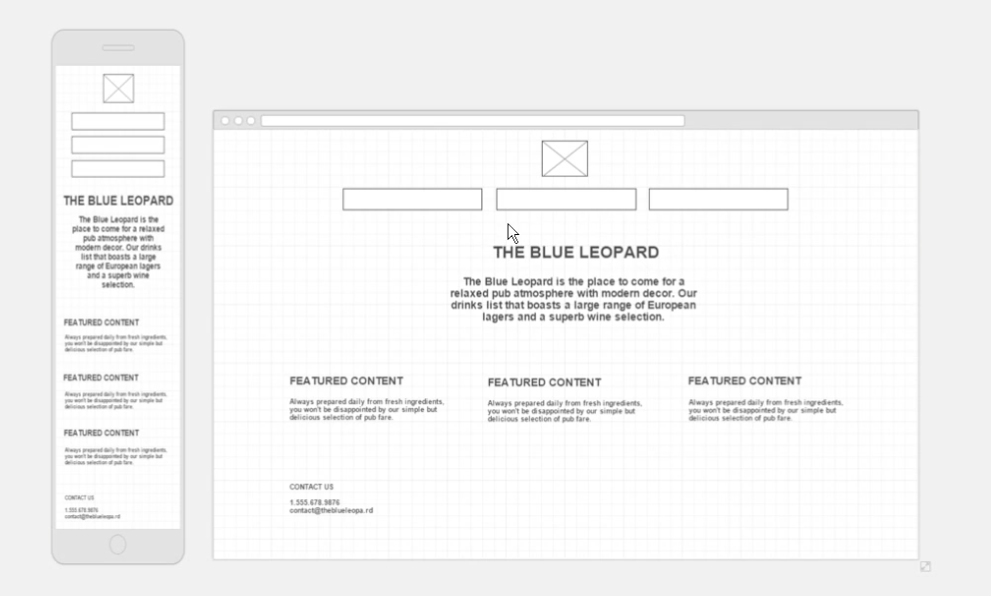 THE BLUE LEOPARD
The Blue Leopard is the
place to come for a relaxed
pub atmosphere with
modern decor. Our drinks
list that boasts a large
range of European lagers
and a superb wine
selection.
FEATURED CONTENT
Always prepared daily from fresh ingredients,
you won't be disappointed by our simple but
delicious selection of pub fare.
FEATURED CONTENT
Always prepared daily from fresh ingredients,
you won't be disappointed by our simple but
delicious selection of pub fare.
FEATURED CONTENT
Always prepared daily from fresh ingredients,
you won't be disappointed by our simple but
delicious selection of pub fare.
CONTACT US
1.555.678.9876
contact@theblueleopa.rd
THE BLUE LEOPARD
The Blue Leopard is the place to come for a
relaxed pub atmosphere with modern decor. Our
drinks list that boasts a large range of European
lagers and a superb wine selection.
FEATURED CONTENT
Always prepared daily from fresh ingredients,
you won't be disappointed by our simple but
delicious selection of pub fare.
FEATURED CONTENT
Always prepared daily from fresh ingredients,
you won't be disappointed by our simple but
delicious selection of pub fare.
FEATURED CONTENT
Always prepared daily from fresh ingredients,
you won't be disappointed by our simple but
delicious selection of pub fare.
CONTACT US
1.555.678.9876
contact@theblueleopa.rd